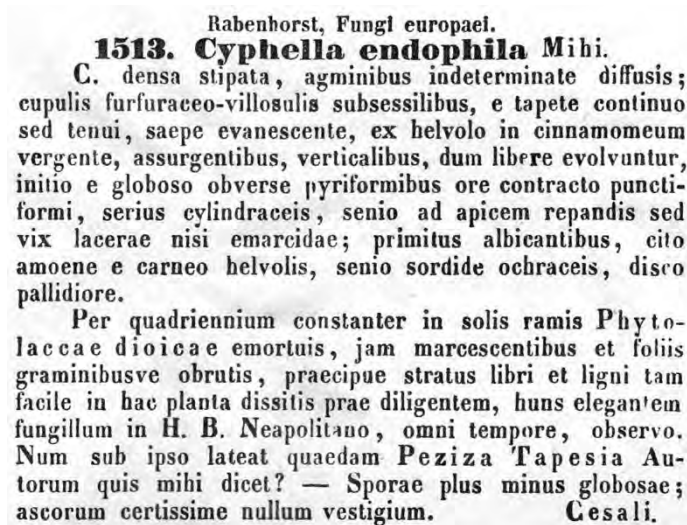 Rabenhorst, Fungi europaei.
1513. Cyphella endophila Mihi.
C. densa stipata, agminibus indeterminate diffusis;
cupulis furfuraceo-villosulis subsessilibus, e tapete continuo
sed tenui, saepe evanescente, ex helvolo in cinnamomeum
vergente, assurgentibus, verticalibus, dum libere evolvuntur,
initio e globoso obverse pyriformibus ore contracto puncti-
formi, serius cylindraceis, senio ad apicem repandis sed
vix lacerae nisi emarcidae; primitus albicantibus, cito
amoene e carneo helvolis, senio sordide ochraceis, disco
pallidiore.
Per quadriennium constanter in solis ramis Phyto-
laccae dioicae emortuis, jam marcescentibus et foliis
graminibusve obrutis, praecipue stratus libri et ligni tam
facile in hac planta dissitis prae diligentem, huns elegantem
fungillum in H. B. Neapolitano, omni tempore, observo.
Num sub ipso lateat quaedam Peziza Tapesia Au-
torum quis mihi dicet? — Sporae plus minus globosae;
ascorum certissime nullum vestigium. Cesati.